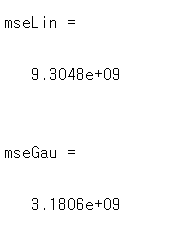 mseLin =
9.3048e+09
mseGau =
3.1806e+09